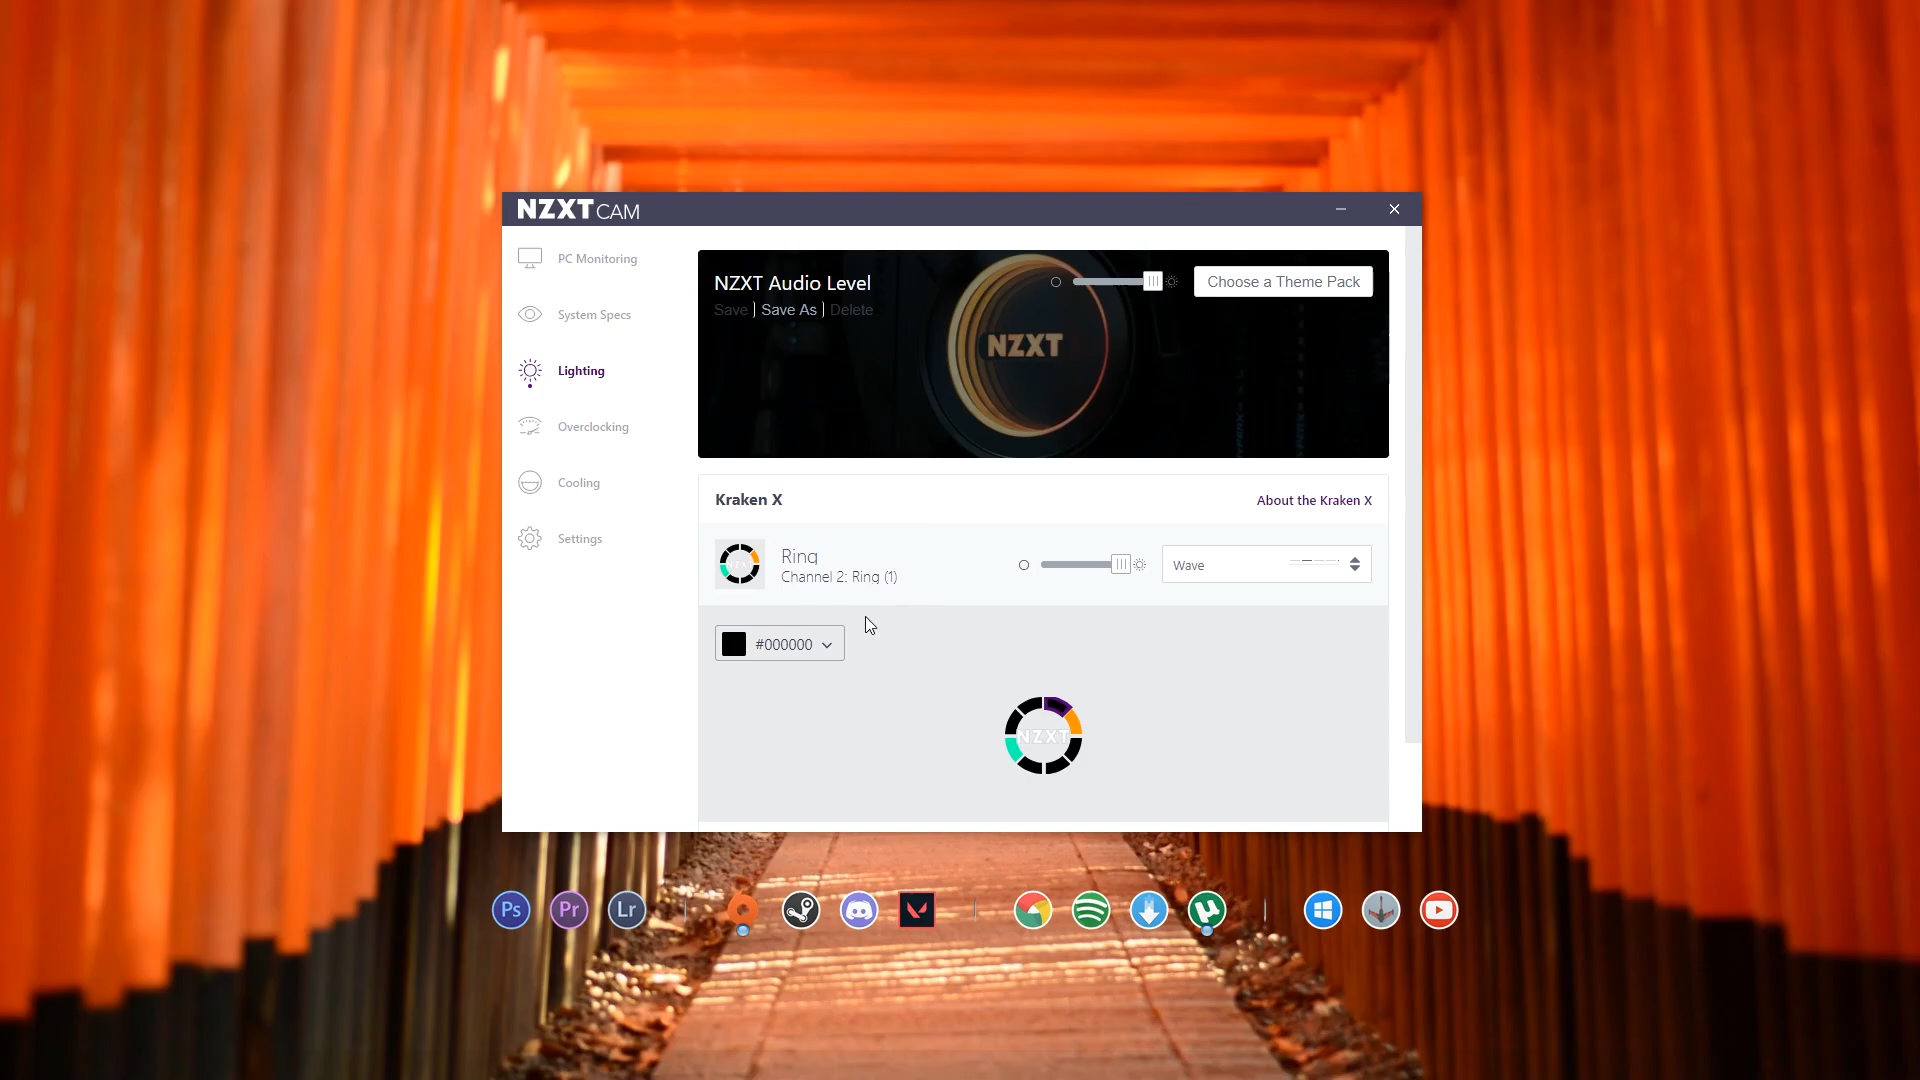 NZXT CAM
PC Monitoring
System Specs
Lighting
Overclocking
Cooling
Settings
NZXT Audio Level
Choose a Theme Pack
Save | Save As | Delete
NZXT
Kraken X
About the Kraken X
Ring
Channel 2: Ring (1)
Wave
#000000
NZXT
Ps
Pr
Lr